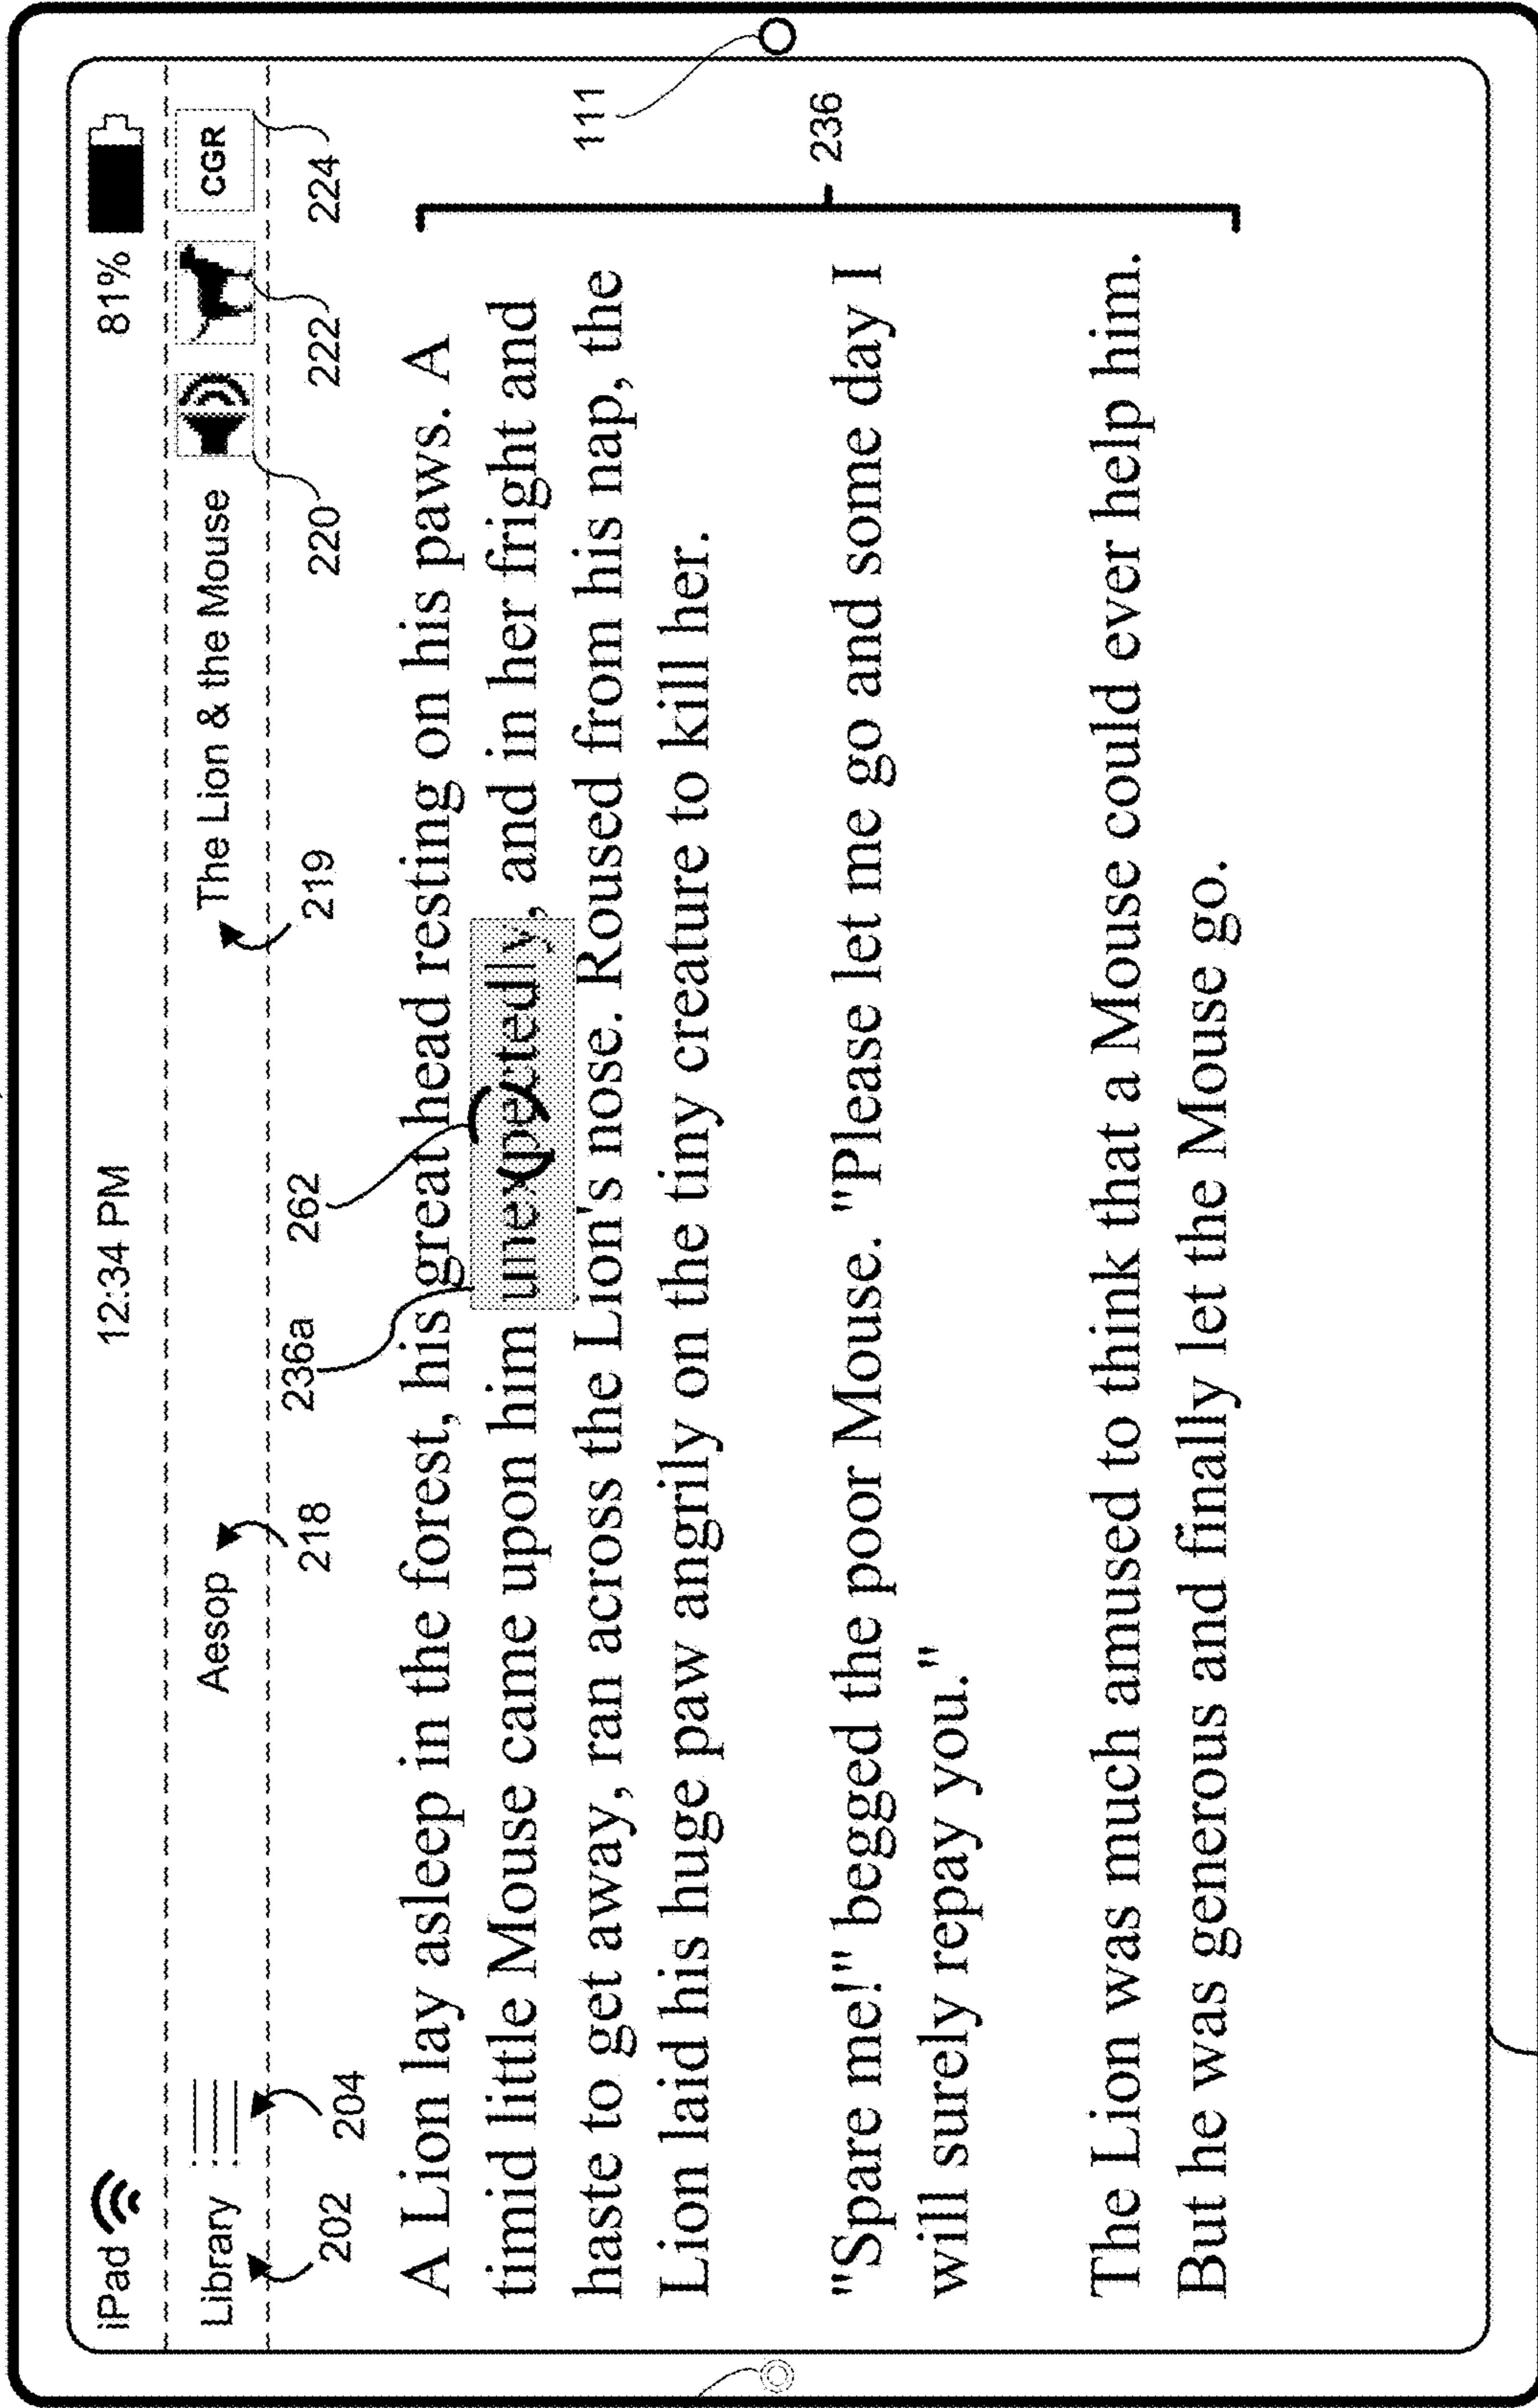 iPad 12:34 PM 81%
Library Aesop The Lion & the Mouse CGR
202 204 218 236a 262 219 220 222 224
A Lion lay asleep in the forest, his great head resting on his paws. A
timid little Mouse came upon him unexpectedly, and in her fright and
haste to get away, ran across the Lion's nose. Roused from his nap, the
Lion laid his huge paw angrily on the tiny creature to kill her.
111
"Spare me!" begged the poor Mouse. "Please let me go and some day I
will surely repay you."
236
The Lion was much amused to think that a Mouse could ever help him.
But he was generous and finally let the Mouse go.